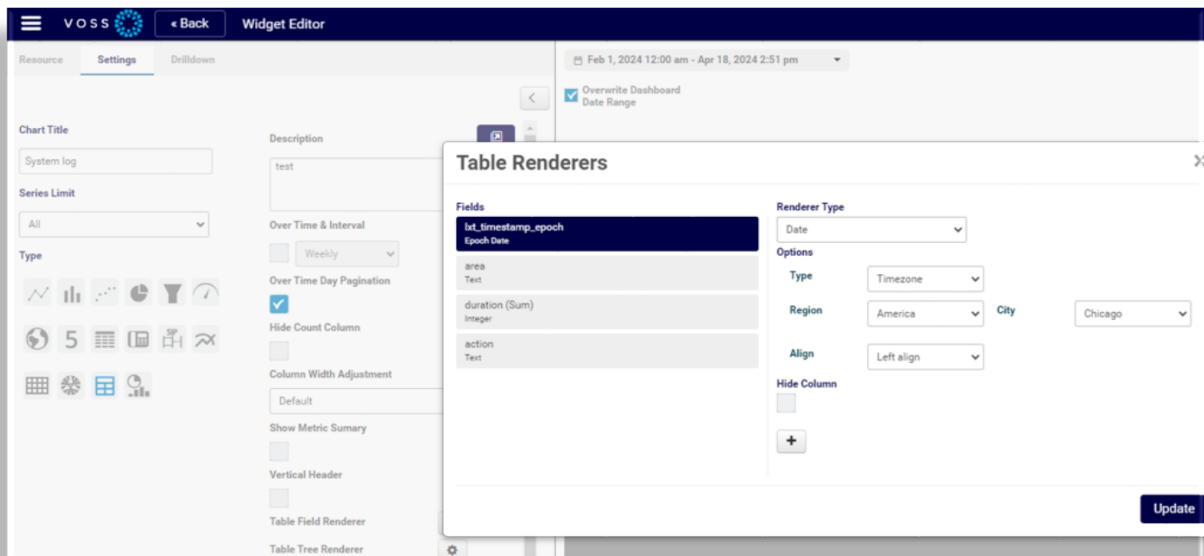 VOSS
« Back
Widget Editor
Resource
Settings
Drilldown
Feb 1, 2024 12:00 am - Apr 18, 2024 2:51 pm
Overwrite Dashboard
Date Range
Chart Title
System log
Series Limit
All
Type
5
Description
test
Over Time & Interval
Weekly
Over Time Day Pagination
Hide Count Column
Column Width Adjustment
Default
Show Metric Sumary
Vertical Header
Table Field Renderer
Table Tree Renderer
Table Renderers
Fields
lxt_timestamp_epoch
Epoch Date
area
Text
duration (Sum)
Integer
action
Text
Renderer Type
Date
Options
Type
Timezone
Region
America
City
Chicago
Align
Left align
Hide Column
+
Update